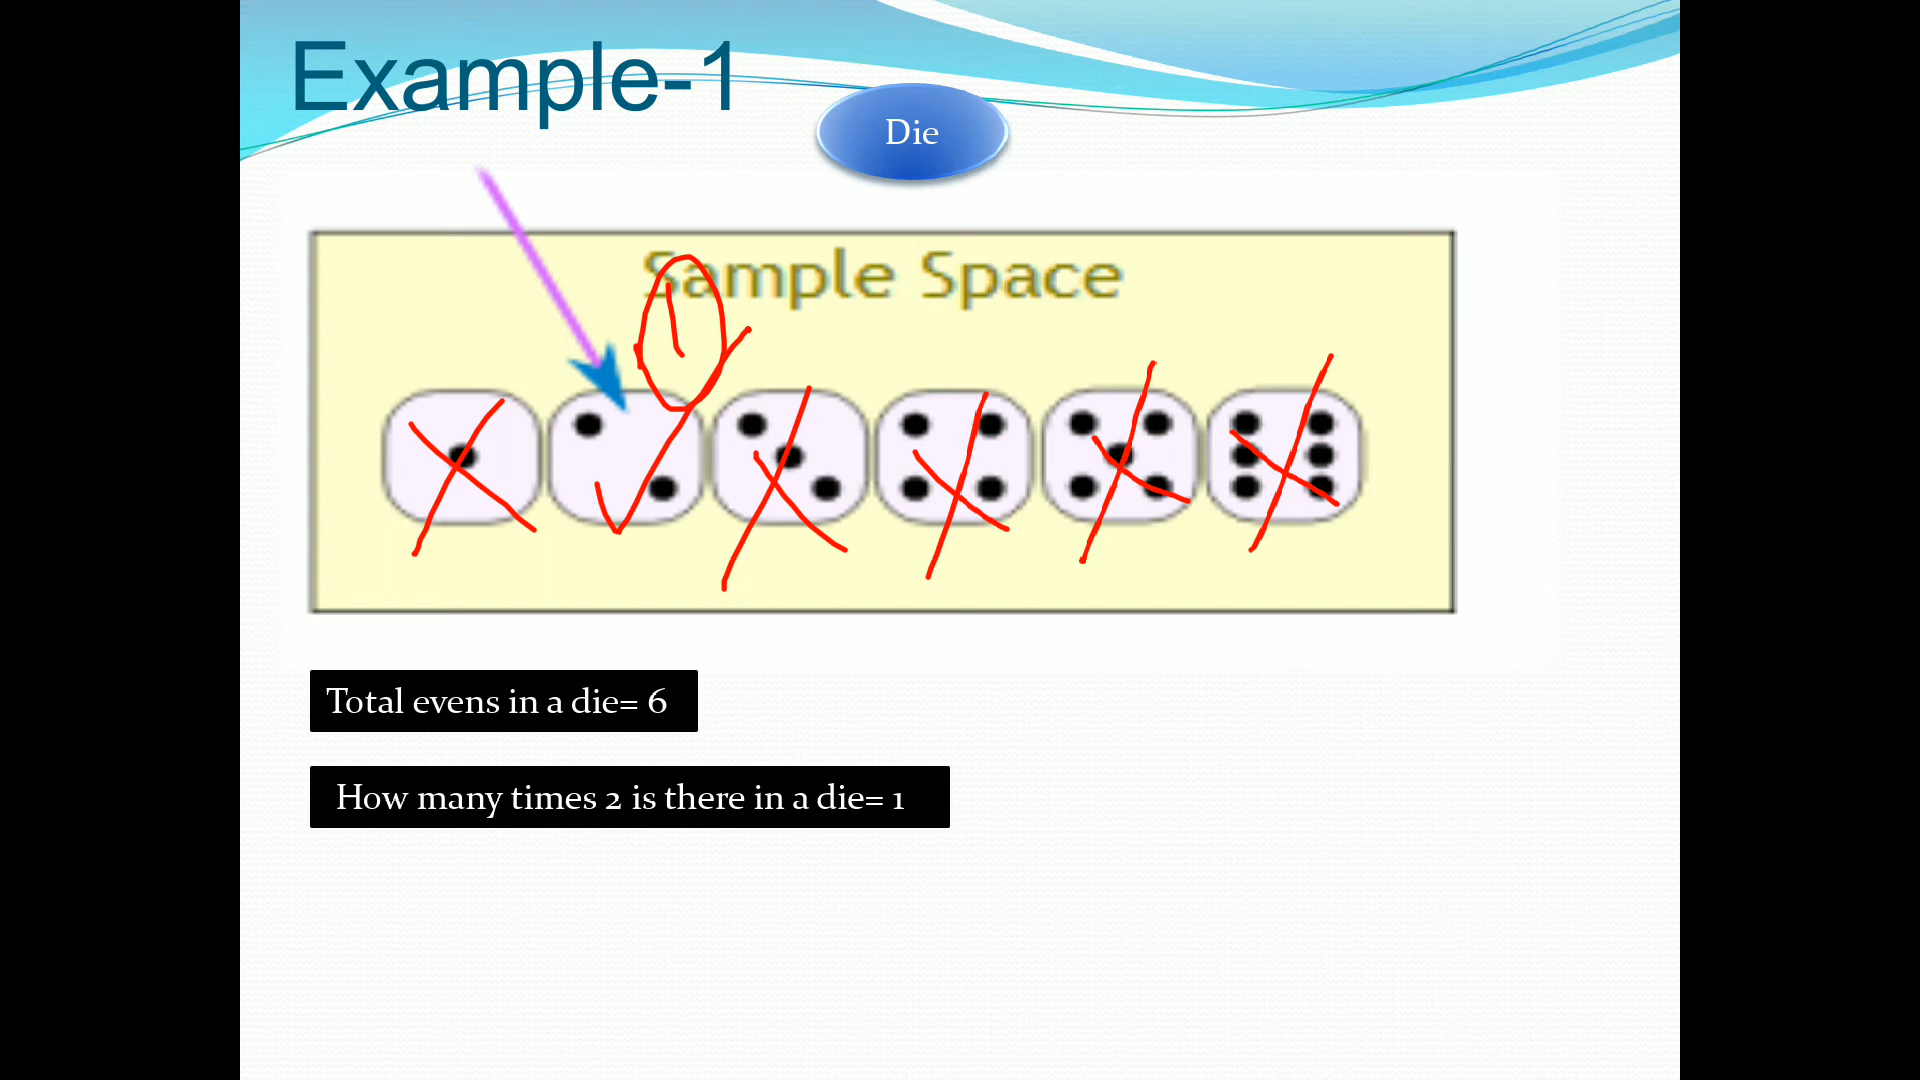 Example-1
Die
Sample Space
1
Total evens in a die= 6
How many times 2 is there in a die= 1